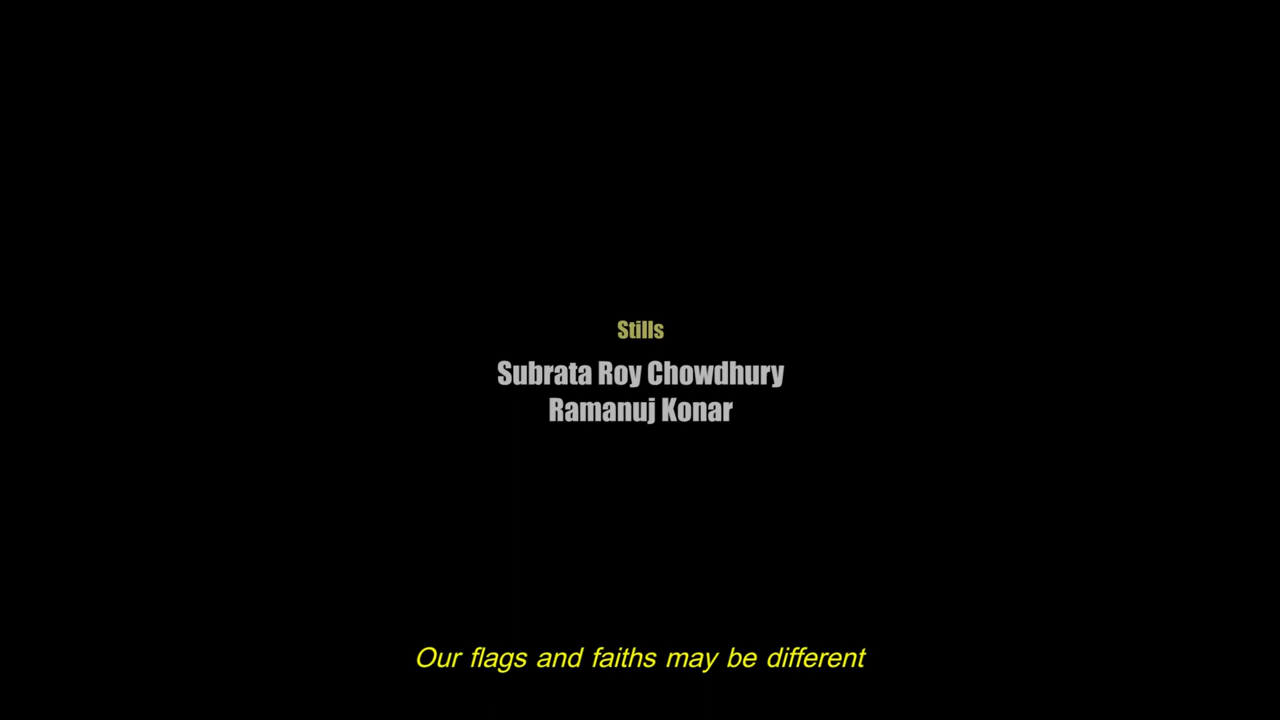 Stills
Subrata Roy Chowdhury
Ramanuj Konar
Our flags and faiths may be different